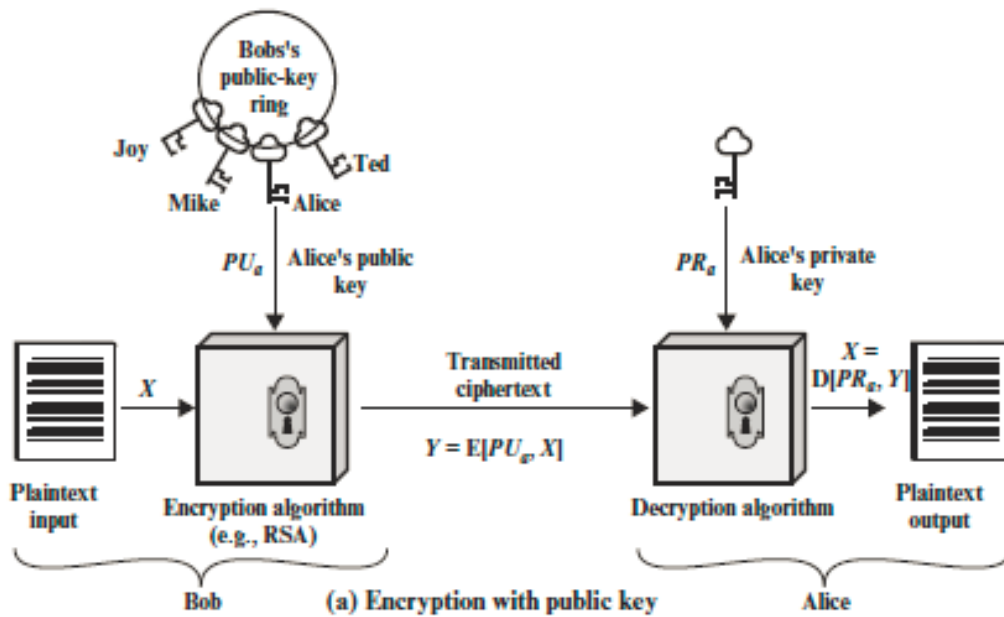 Bobs's
public-key
ring
Joy
Mike
Alice
Ted
PUa
Alice's public
key
PRa
Alice's private
key
X
Transmitted
ciphertext
Y = E[PUa, X]
X =
D[PRa, Y]
Plaintext
input
Encryption algorithm
(e.g., RSA)
Decryption algorithm
Plaintext
output
Bob
(a) Encryption with public key
Alice